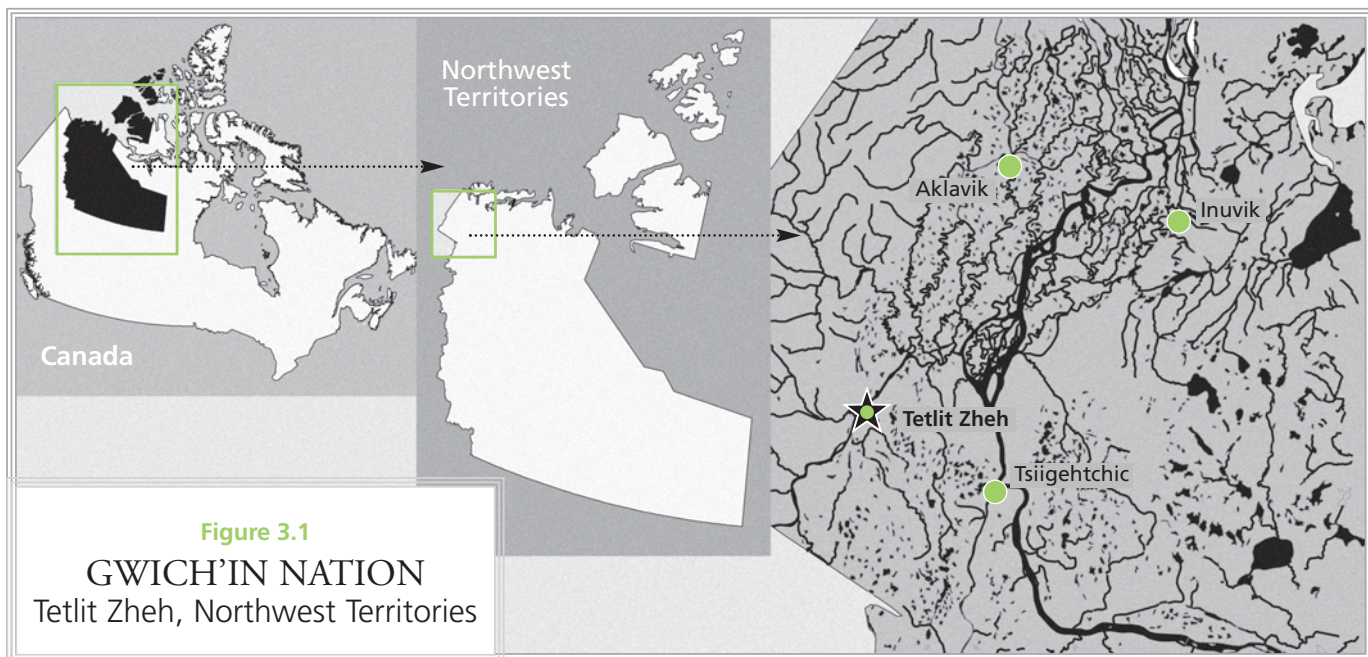 Canada
Northwest
Territories
Aklavik
Inuvik
Tetlit Zheh
Tsiigehtchic
Figure 3.1
GWICH’IN NATION
Tetlit Zheh, Northwest Territories